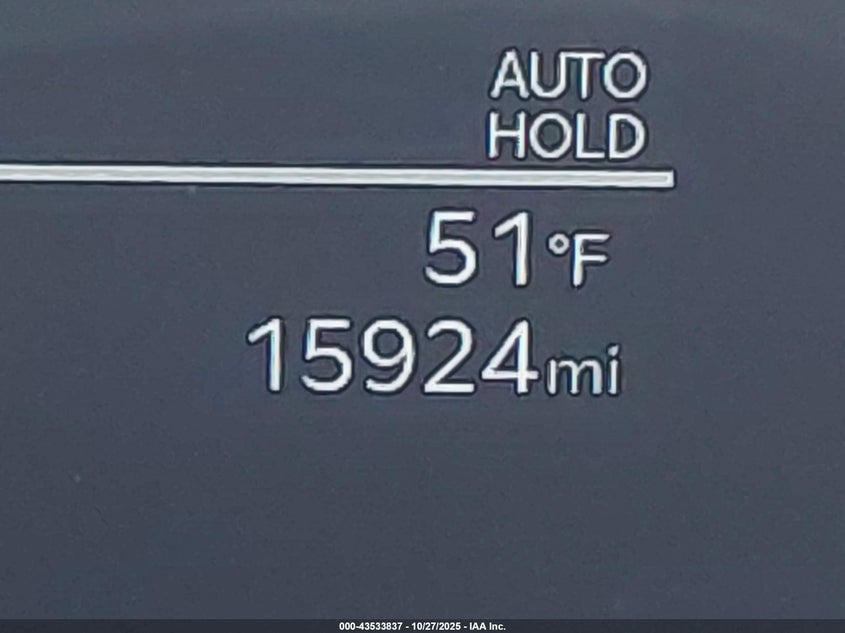 AUTO
HOLD
51°F
15924mi
000-43533837 - 10/27/2025 - IAA Inc.